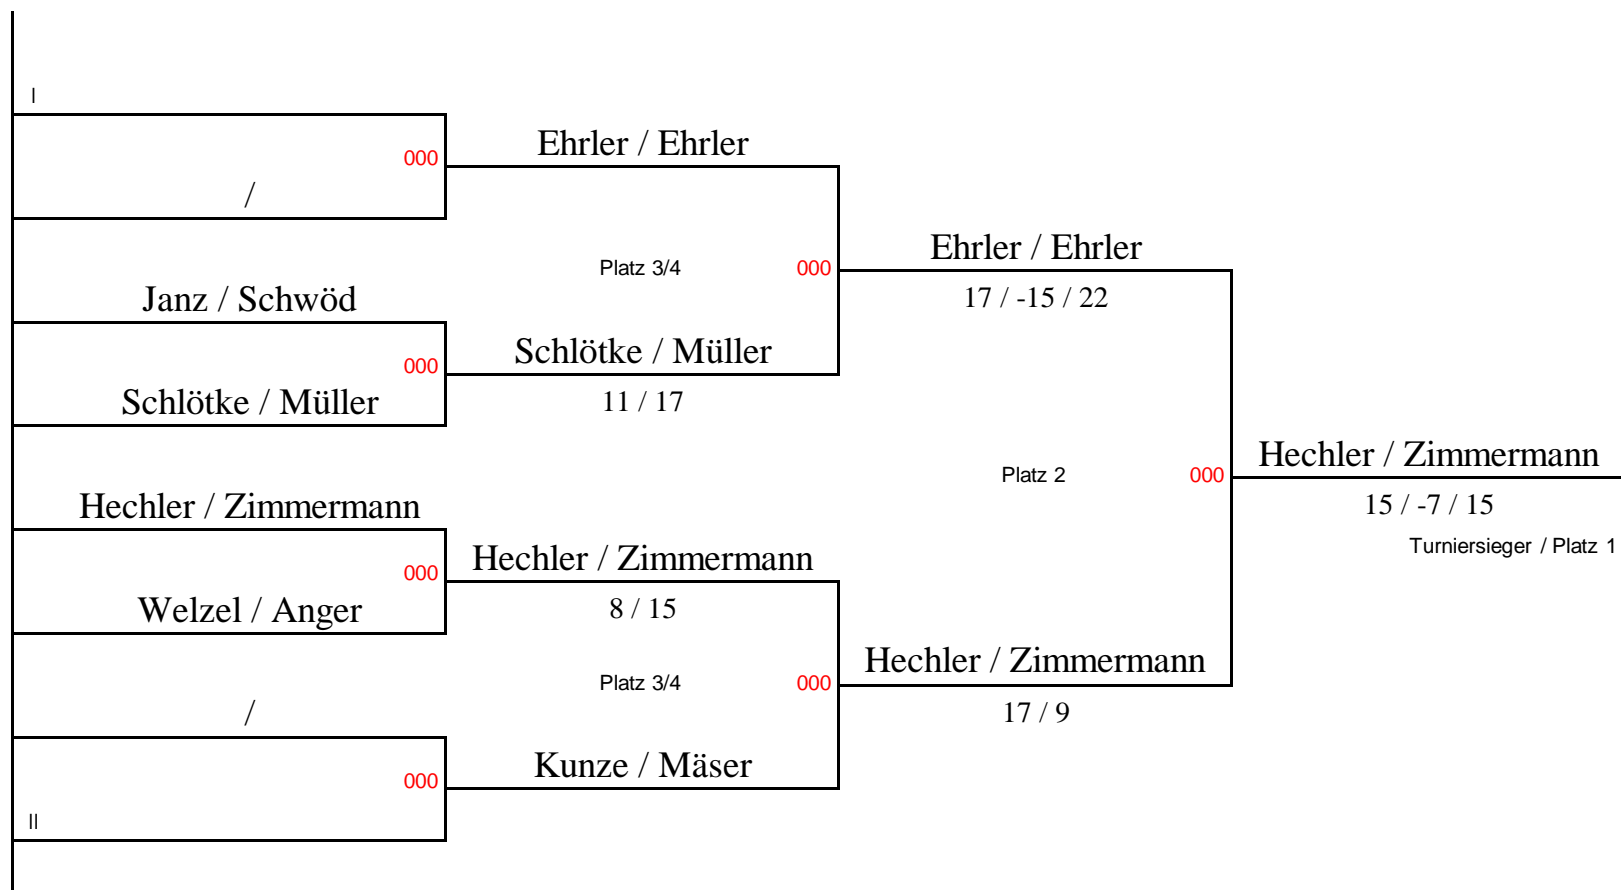 I
Ehrler / Ehrler
000
/
Ehrler / Ehrler
Platz 3/4
000
17 / -15 / 22
Janz / Schwöd
Schlötke / Müller
000
11 / 17
Schlötke / Müller
Hechler / Zimmermann
Platz 2
000
15 / -7 / 15
Hechler / Zimmermann
Turniersieger / Platz 1
Hechler / Zimmermann
000
8 / 15
Welzel / Anger
Hechler / Zimmermann
Platz 3/4
000
17 / 9
/
Kunze / Mäser
000
II